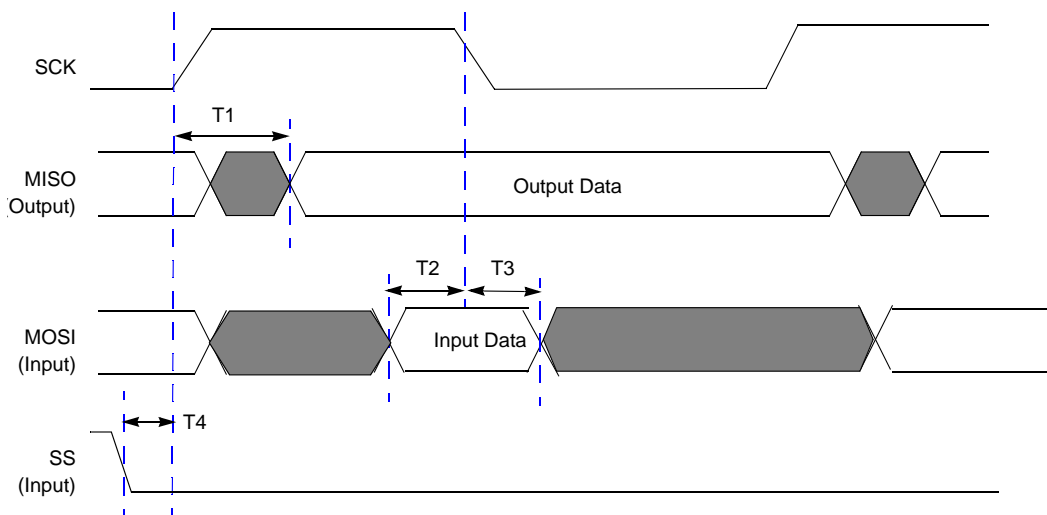 SCK
T1
MISO
(Output)
Output Data
T2
T3
MOSI
(Input)
Input Data
T4
SS
(Input)